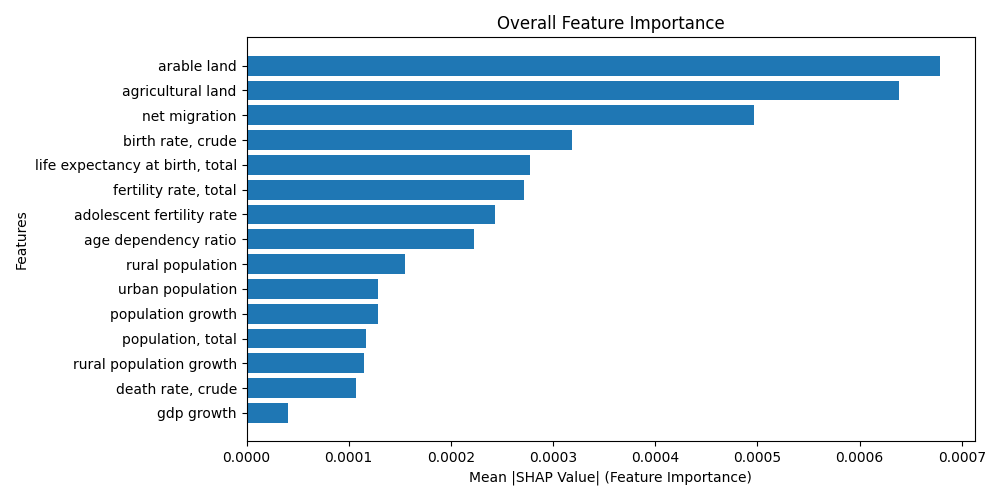 Overall Feature Importance
Features
arable land
agricultural land
net migration
birth rate, crude
life expectancy at birth, total
fertility rate, total
adolescent fertility rate
age dependency ratio
rural population
urban population
population growth
population, total
rural population growth
death rate, crude
gdp growth
0.0000 0.0001 0.0002 0.0003 0.0004 0.0005 0.0006 0.0007
Mean |SHAP Value| (Feature Importance)